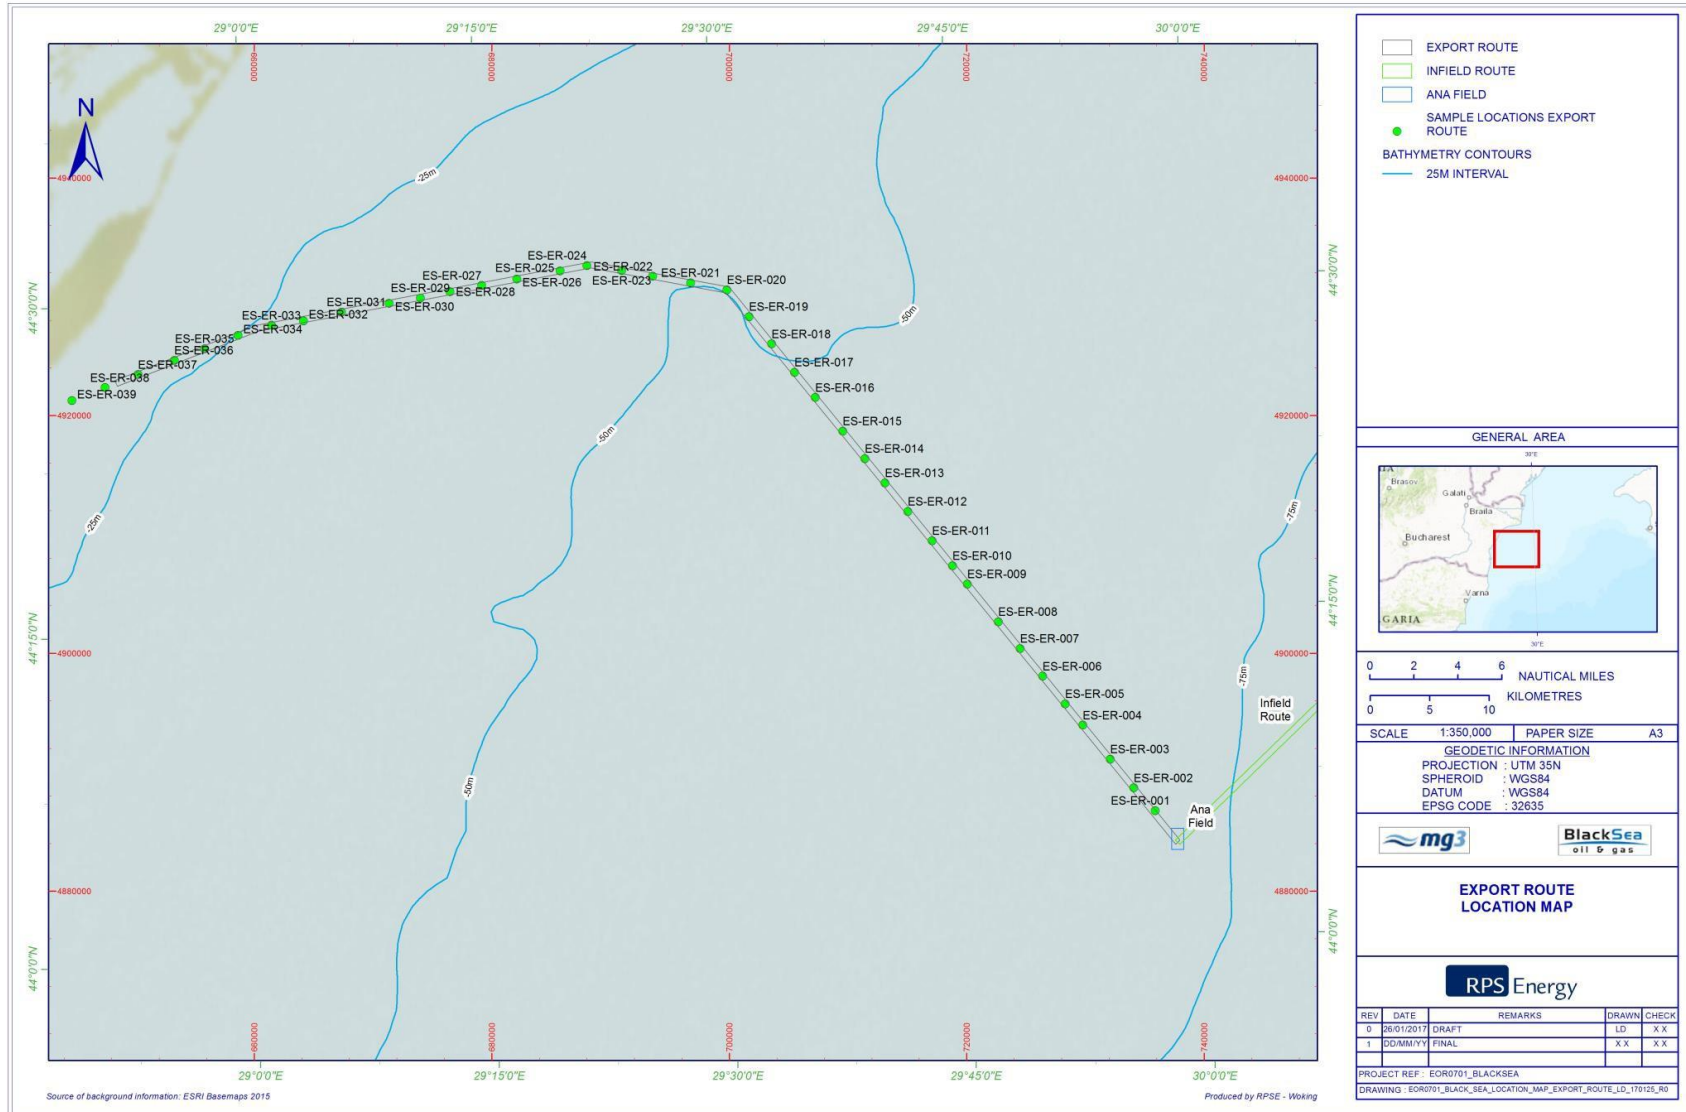 29°0'0"E
29°15'0"E
29°30'0"E
29°45'0"E
30°0'0"E
660000
680000
700000
720000
740000
N
4940000
4940000
44°30'0"N
44°30'0"N
4920000
4920000
44°15'0"N
44°15'0"N
4900000
4900000
4880000
4880000
44°0'0"N
44°0'0"N
-25m
-25m
-50m
-50m
-50m
-75m
-75m
ES-ER-024
ES-ER-022
ES-ER-021
ES-ER-020
ES-ER-027
ES-ER-025
ES-ER-026
ES-ER-023
ES-ER-029
ES-ER-028
ES-ER-031
ES-ER-030
ES-ER-033
ES-ER-032
ES-ER-034
ES-ER-035
ES-ER-036
ES-ER-037
ES-ER-038
ES-ER-039
ES-ER-019
ES-ER-018
ES-ER-017
ES-ER-016
ES-ER-015
ES-ER-014
ES-ER-013
ES-ER-012
ES-ER-011
ES-ER-010
ES-ER-009
ES-ER-008
ES-ER-007
ES-ER-006
ES-ER-005
ES-ER-004
ES-ER-003
ES-ER-002
ES-ER-001
Infield
Route
Ana
Field
660000
680000
700000
720000
740000
29°0'0"E
29°15'0"E
29°30'0"E
29°45'0"E
30°0'0"E
Source of background information: ESRI Basemaps 2015
Produced by RPSE - Woking
EXPORT ROUTE
INFIELD ROUTE
ANA FIELD
SAMPLE LOCATIONS EXPORT
ROUTE
BATHYMETRY CONTOURS
25M INTERVAL
GENERAL AREA
30°E
Brasov
Galati
Braila
Bucharest
Varna
GARIA
30°E
0 2 4 6
NAUTICAL MILES
KILOMETRES
0 5 10
SCALE 1:350,000 PAPER SIZE A3
GEODETIC INFORMATION
PROJECTION : UTM 35N
SPHEROID : WGS84
DATUM : WGS84
EPSG CODE : 32635
mg3
BlackSea
oil & gas
EXPORT ROUTE
LOCATION MAP
RPS Energy
REV DATE REMARKS DRAWN CHECK
0 26/01/2017 DRAFT LD X X
1 DD/MM/YY FINAL X X X X
PROJECT REF : EOR0701_BLACKSEA
DRAWING : EOR0701_BLACK_SEA_LOCATION_MAP_EXPORT_ROUTE_LD_170125_R0